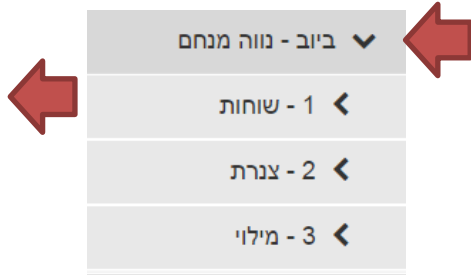 ביוב - נווה מנחם
1 - שוחות
2 - צנרת
3 - מילוי